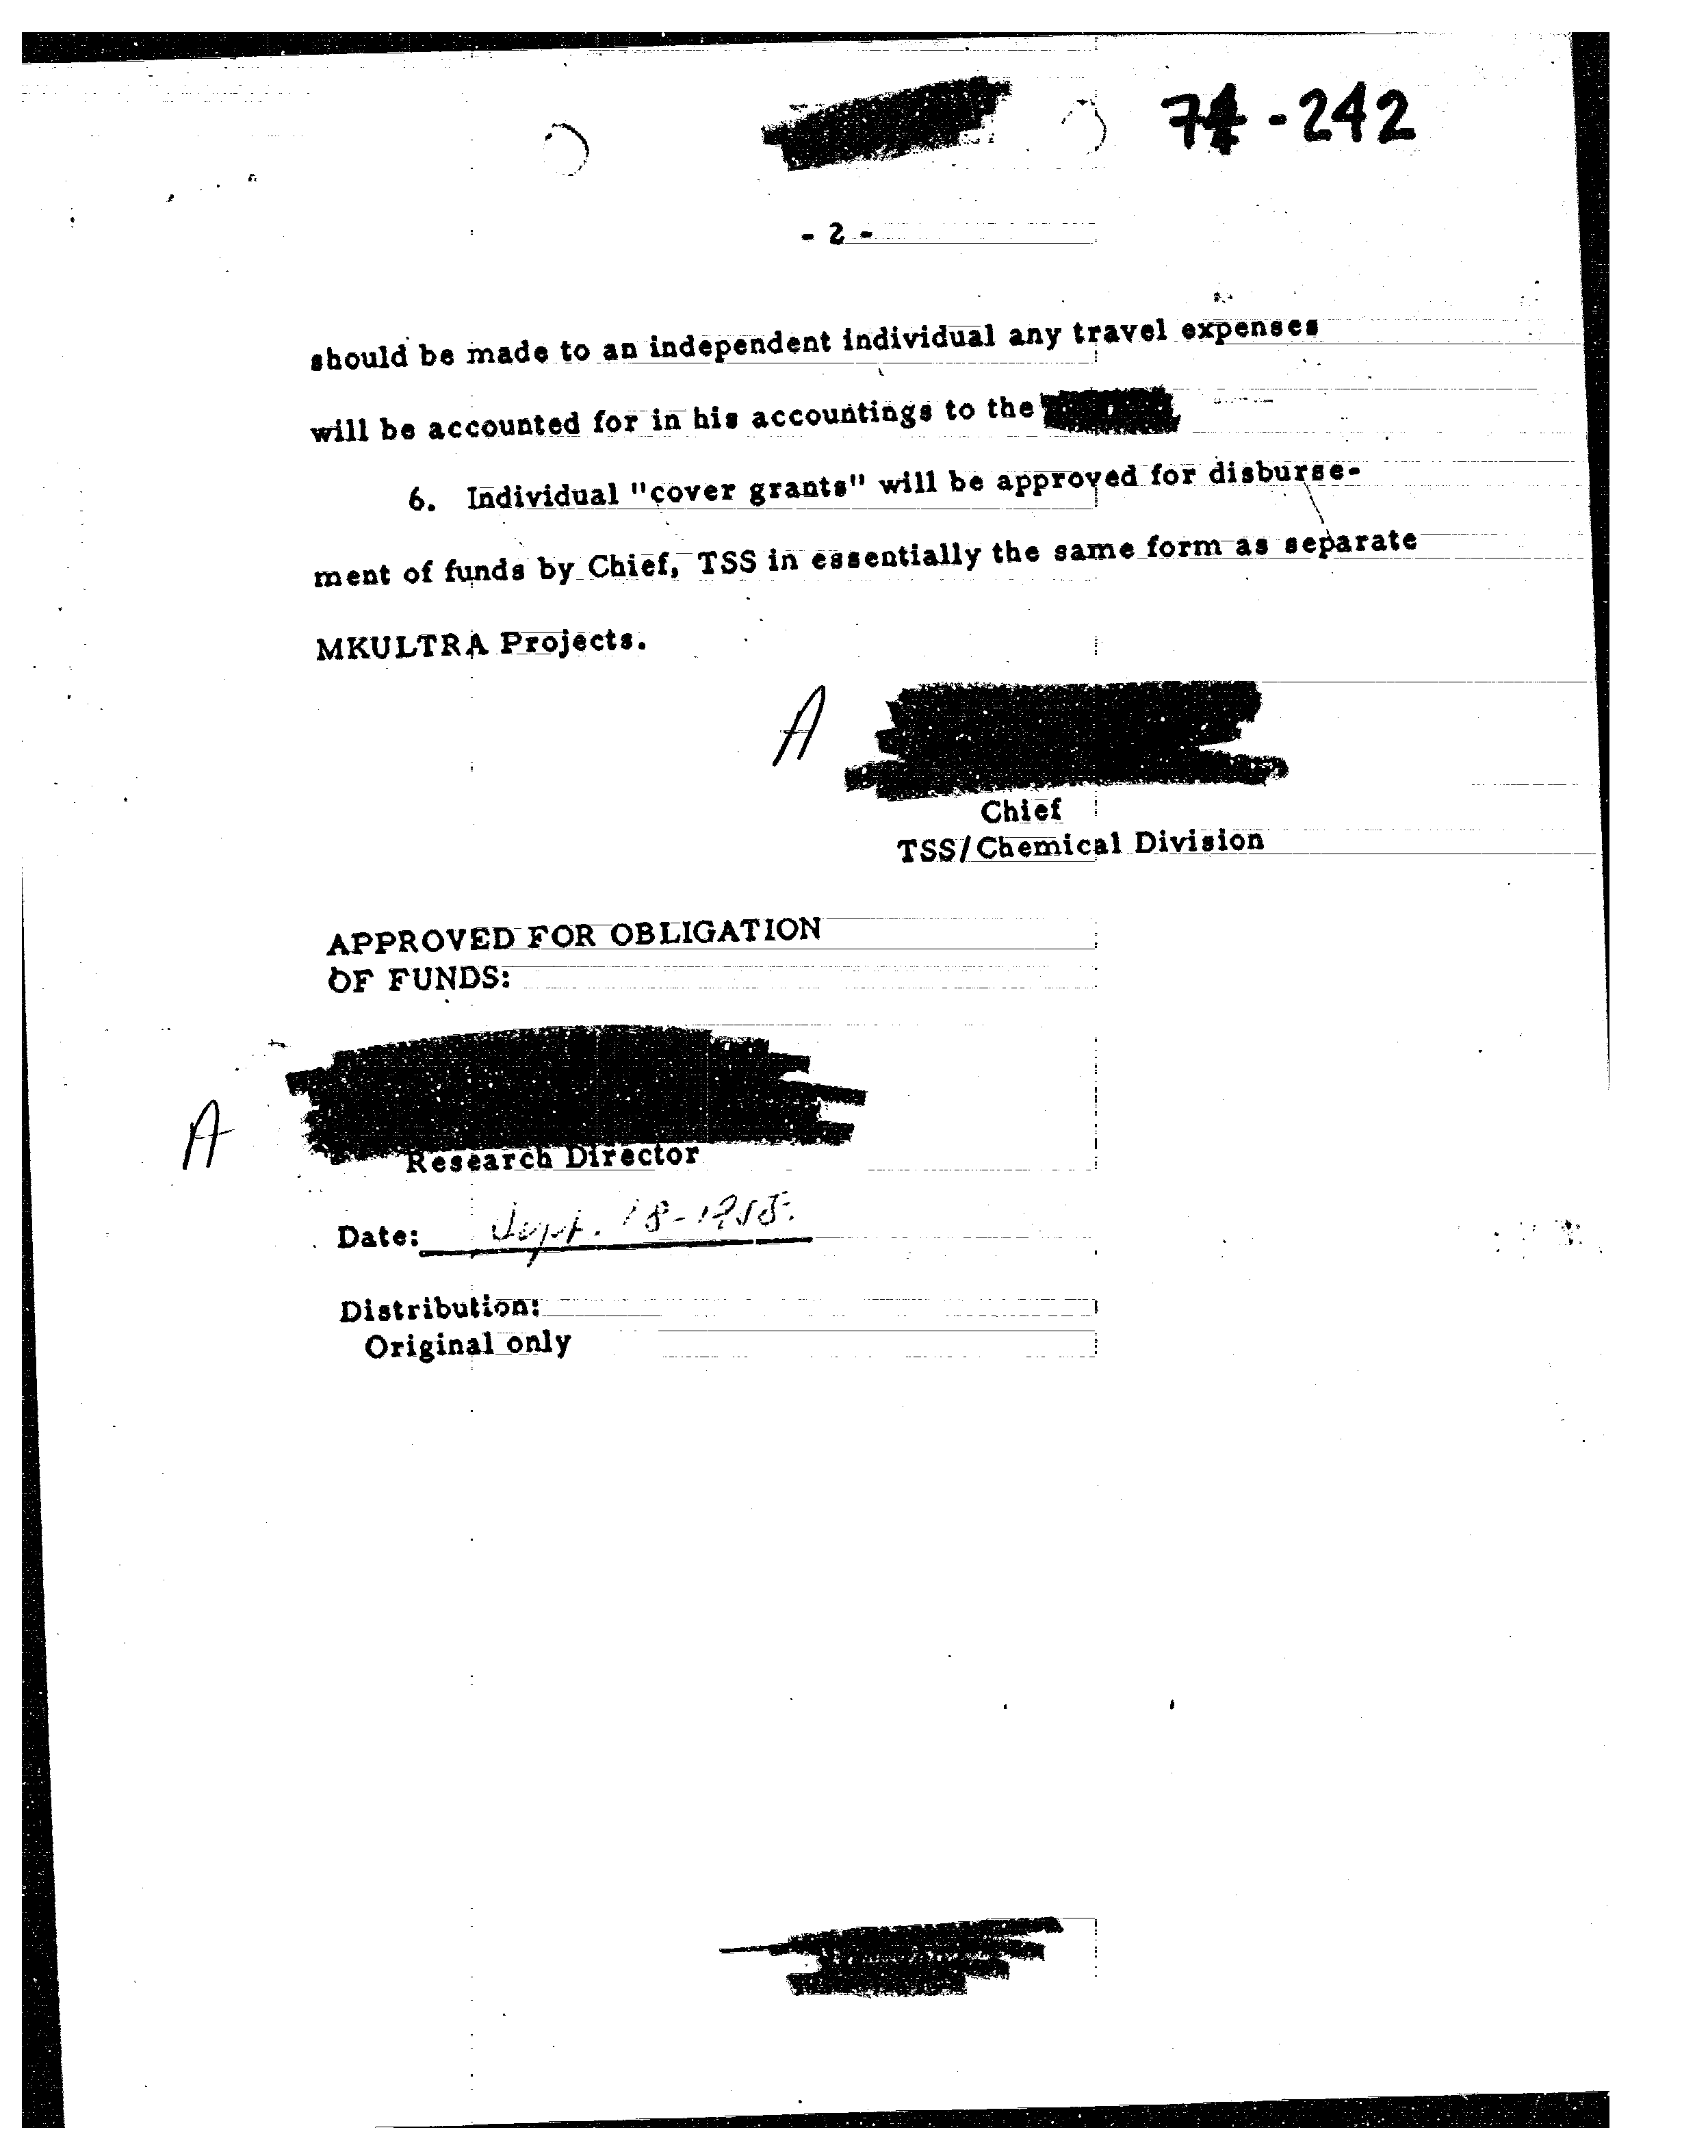 74-242
- 2 -
should be made to an independent individual any travel expenses
will be accounted for in his accountings to the
6. Individual "cover grants" will be approved for disburse-
ment of funds by Chief, TSS in essentially the same form as separate
MKULTRA Projects.
A
Chief
TSS/Chemical Division
APPROVED FOR OBLIGATION
OF FUNDS:
A
Research Director
Date: Sept. 18-1958.
Distribution:
Original only